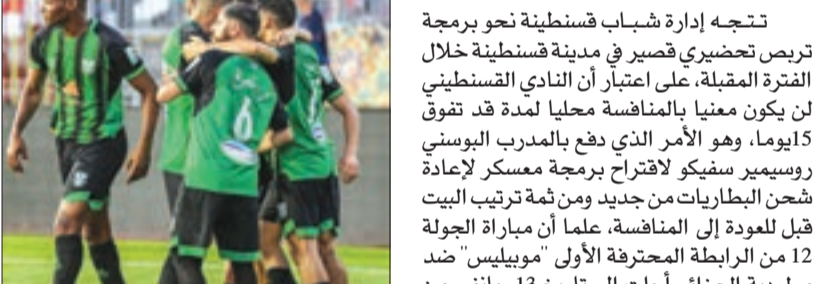 تتجه إدارة شباب قسنطينة نحو برمجة
تربص تحضيري قصير في مدينة قسنطينة خلال
الفترة المقبلة، على اعتبار أن النادي القسنطيني
لن يكون معنيا بالمنافسة محليا لمدة قد تفوق
15يوما، وهو الأمر الذي دفع بالمدرب البوسني
روسيمير سفيكو لاقتراح برمجة معسكر لإعادة
شحن البطاريات من جديد ومن ثمة ترتيب البيت
قبل للعودة إلى المنافسة، علما أن مباراة الجولة
12 من الرابطة المحترفة الأولى "موبيليس" ضد
6